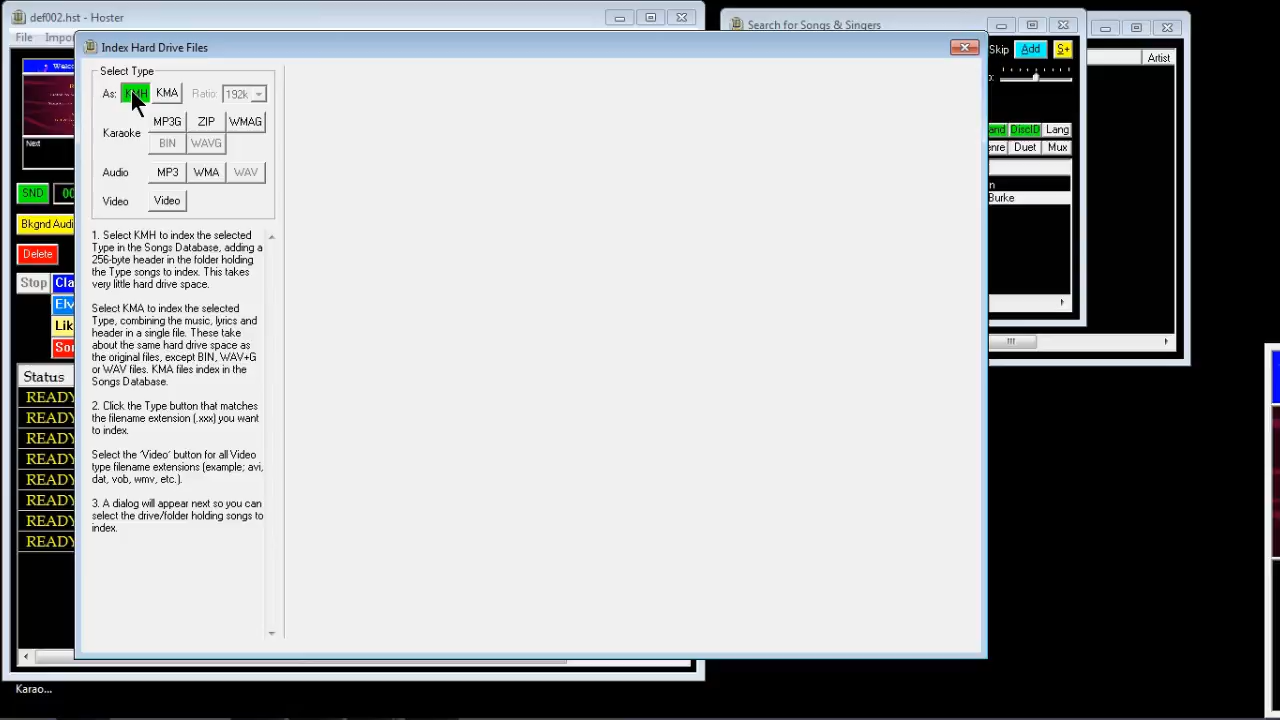 def002.hst - Hoster
Search for Songs & Singers
File
Index Hard Drive Files
Skip
Add
S+
Artist
Select Type
As:
KMH
KMA
Ratio:
192k
MP3G
ZIP
WMAG
Karaoke
BIN
WAVG
Audio
MP3
WMA
WAV
Video
Video
DiscID
Lang
Duet
Mux
Burke
Next
SND
Delete
Stop
1. Select KMH to index the selected
Type in the Songs Database, adding a
256-byte header in the folder holding
the Type songs to index. This takes
very little hard drive space.
Select KMA to index the selected
Type, combining the music, lyrics and
header in a single file. These take
about the same hard drive space as
the original files, except BIN, WAV+G
or WAV files. KMA files index in the
Songs Database.
2. Click the Type button that matches
the filename extension (.xxx) you want
to index.
Select the 'Video' button for all Video
type filename extensions (example; avi,
dat, vob, wmv, etc.).
3. A dialog will appear next so you can
select the drive/folder holding songs to
index.
Status
READY
READY
READY
READY
READY
READY
READY
READY
Karao...